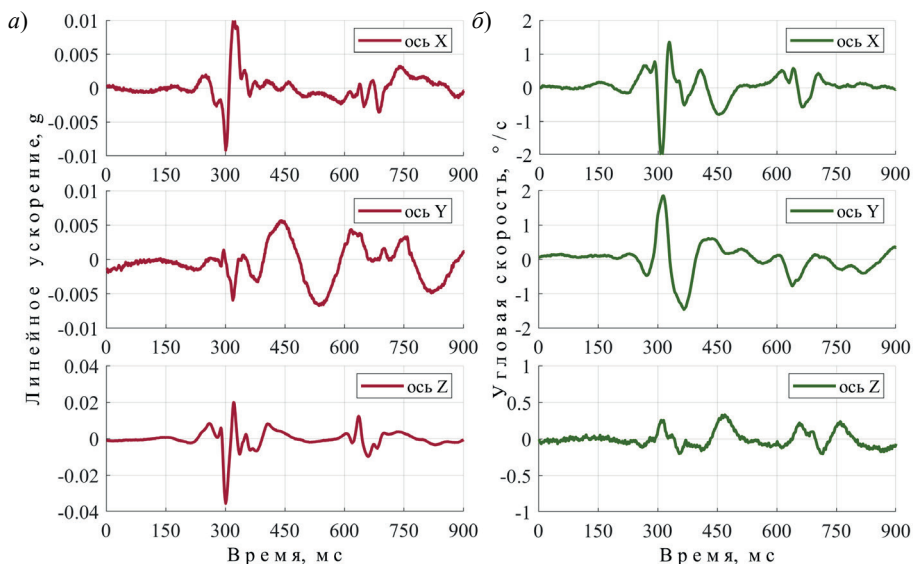 а)
Линейное ускорение, g
0.01
0.005
0
-0.005
-0.01
ось X
0 150 300 450 600 750 900
0.01
0.005
0
-0.005
-0.01
ось Y
0 150 300 450 600 750 900
0.04
0.02
0
-0.02
-0.04
ось Z
0 150 300 450 600 750 900
Время, мс
б)
Угловая скорость, °/с
2
1
0
-1
-2
ось X
0 150 300 450 600 750 900
2
1
0
-1
-2
ось Y
0 150 300 450 600 750 900
1
0.5
0
-0.5
-1
ось Z
0 150 300 450 600 750 900
Время, мс